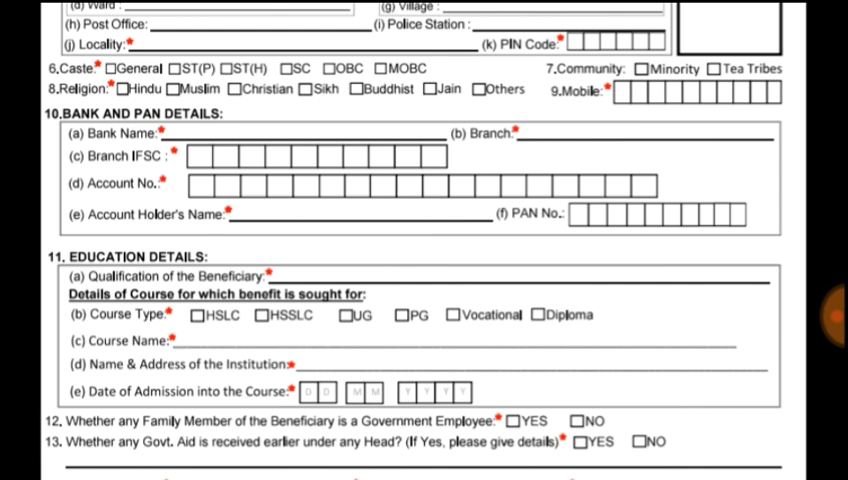 (d) Ward :
(g) Village :
(h) Post Office:
(i) Police Station :
(j) Locality:*
(k) PIN Code:*
6.Caste:* General ST(P) ST(H) SC OBC MOBC
7.Community: Minority Tea Tribes
8.Religion:* Hindu Muslim Christian Sikh Buddhist Jain Others
9.Mobile:*
10.BANK AND PAN DETAILS:
(a) Bank Name:*
(b) Branch:*
(c) Branch IFSC : *
(d) Account No.:*
(e) Account Holder's Name:*
(f) PAN No.:
11. EDUCATION DETAILS:
(a) Qualification of the Beneficiary:*
Details of Course for which benefit is sought for:
(b) Course Type:* HSLC HSSLC UG PG Vocational Diploma
(c) Course Name:*
(d) Name & Address of the Institution:*
(e) Date of Admission into the Course:* D D M M Y Y Y Y
12. Whether any Family Member of the Beneficiary is a Government Employee:* YES NO
13. Whether any Govt. Aid is received earlier under any Head? (If Yes, please give details)* YES NO